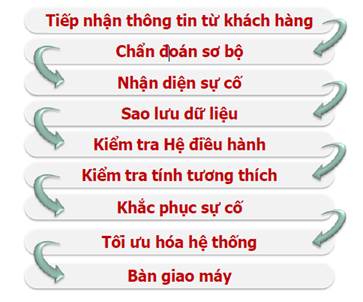 Tiếp nhận thông tin từ khách hàng
Chẩn đoán sơ bộ
Nhận diện sự cố
Sao lưu dữ liệu
Kiểm tra Hệ điều hành
Kiểm tra tính tương thích
Khắc phục sự cố
Tối ưu hóa hệ thống
Bàn giao máy